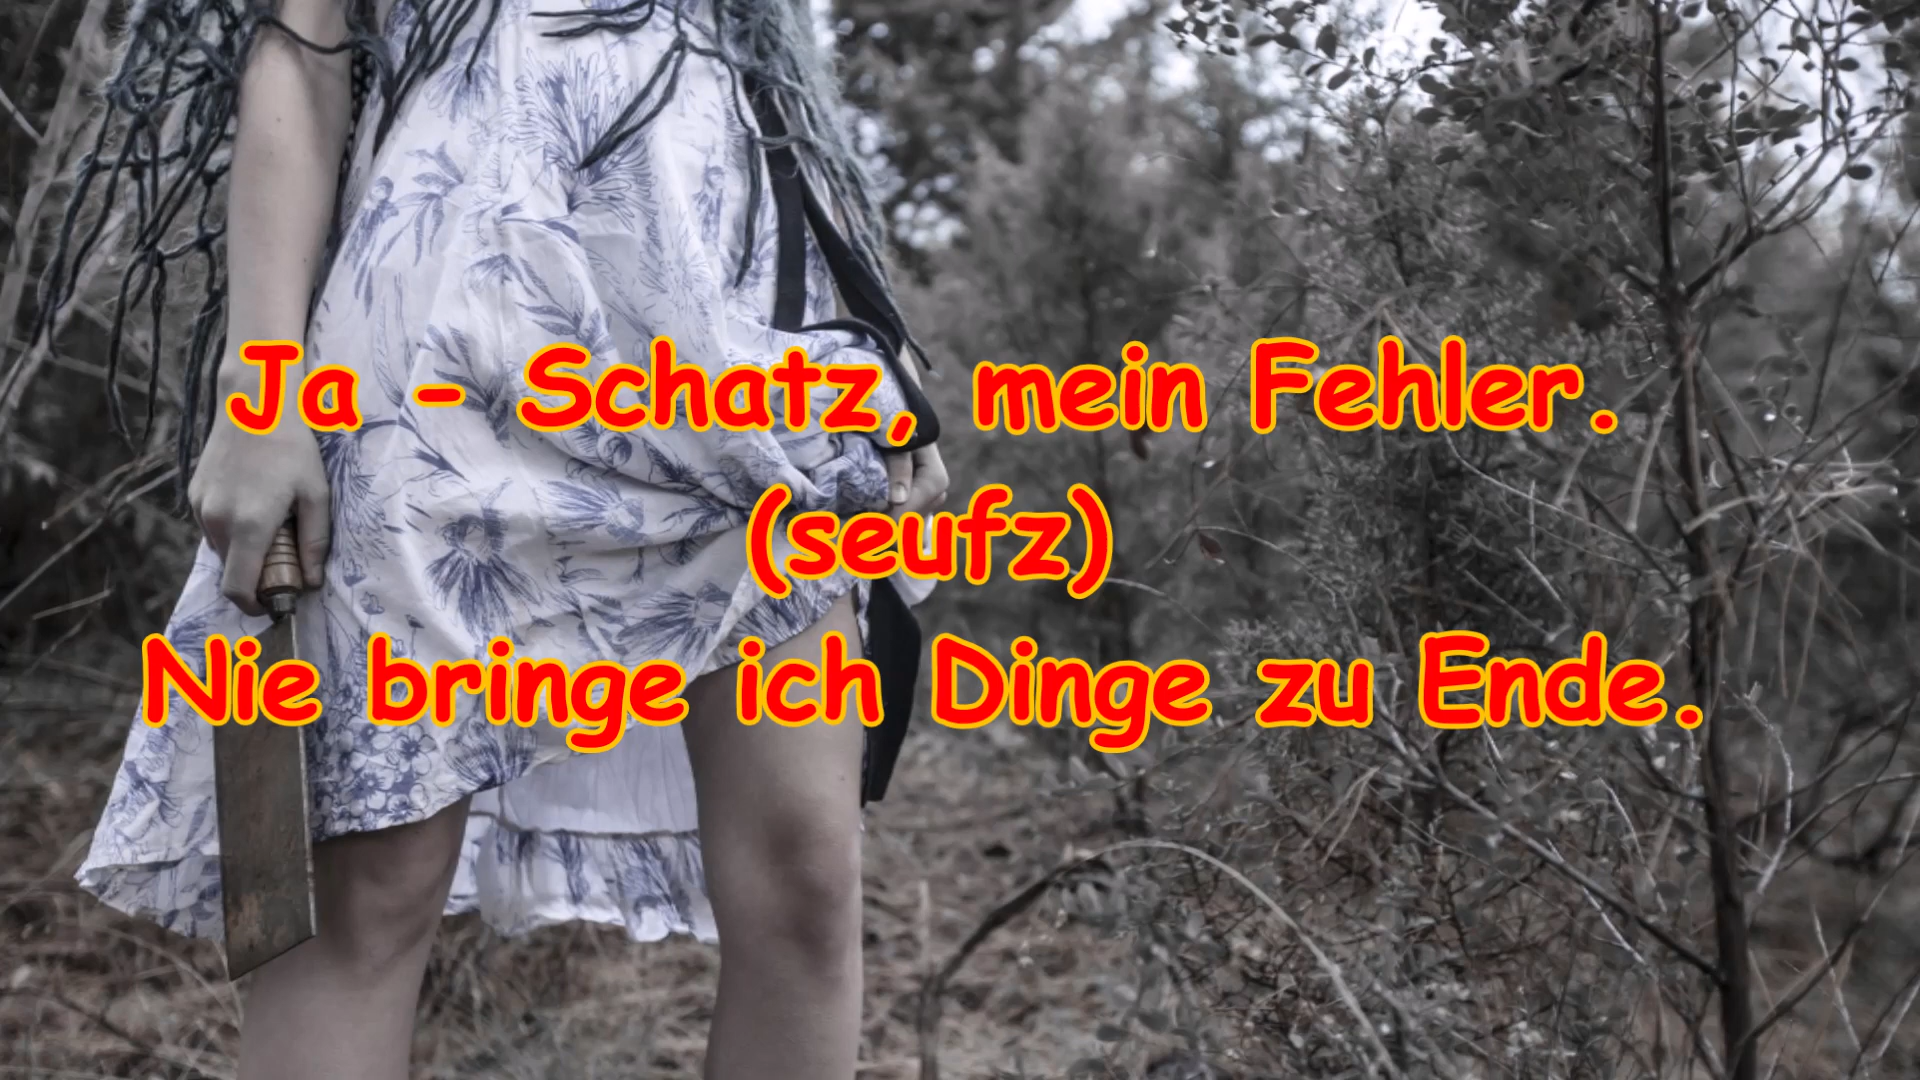 Ja - Schatz, mein Fehler.
(seufz)
Nie bringe ich Dinge zu Ende.